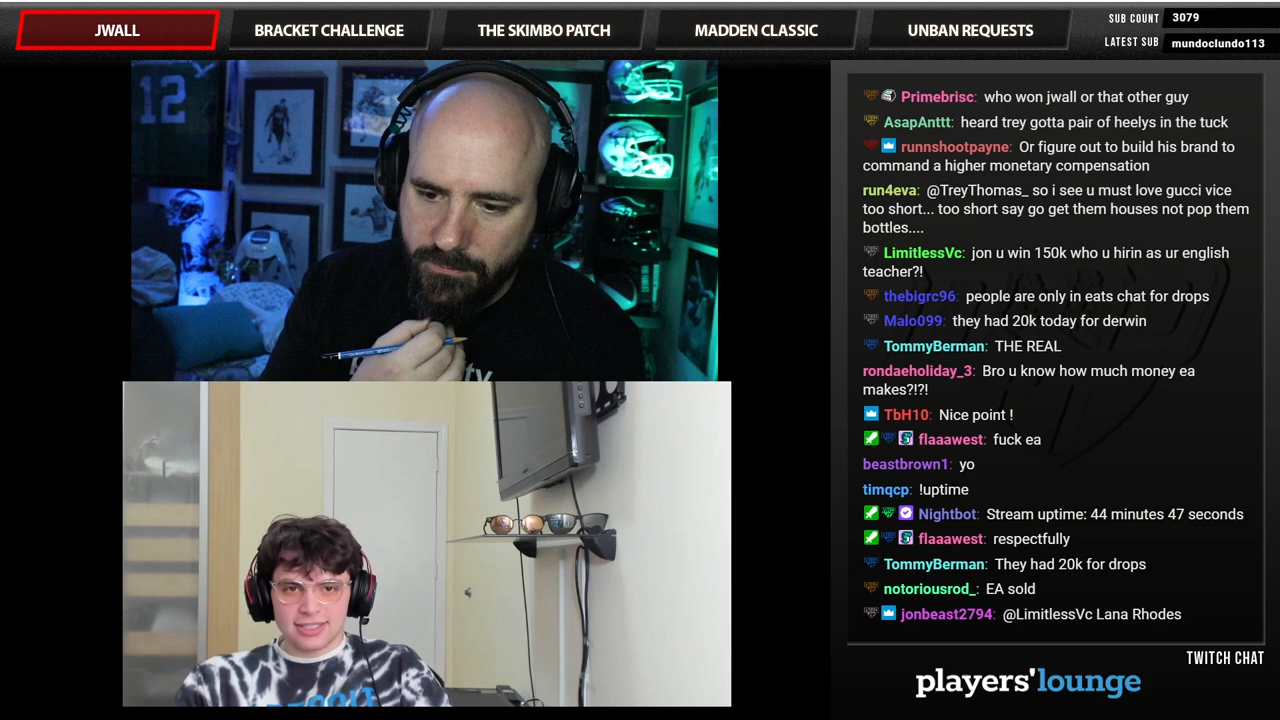 JWALL
BRACKET CHALLENGE
THE SKIMBO PATCH
MADDEN CLASSIC
UNBAN REQUESTS
SUB COUNT 3079
LATEST SUB mundoclundo113
12
Primebrisc: who won jwall or that other guy
AsapAnttt: heard trey gotta pair of heelys in the tuck
runnshootpayne: Or figure out to build his brand to
command a higher monetary compensation
run4eva: @TreyThomas_ so i see u must love gucci vice
too short... too short say go get them houses not pop them
bottles....
LimitlessVc: jon u win 150k who u hirin as ur english
teacher?!
thebigrc96: people are only in eats chat for drops
Malo099: they had 20k today for derwin
TommyBerman: THE REAL
rondaeholiday_3: Bro u know how much money ea
makes?!?!
TbH10: Nice point !
flaaawest: fuck ea
beastbrown1: yo
timqcp: !uptime
Nightbot: Stream uptime: 44 minutes 47 seconds
flaaawest: respectfully
TommyBerman: They had 20k for drops
notoriousrod_: EA sold
jonbeast2794: @LimitlessVc Lana Rhodes
TWITCH CHAT
players'lounge